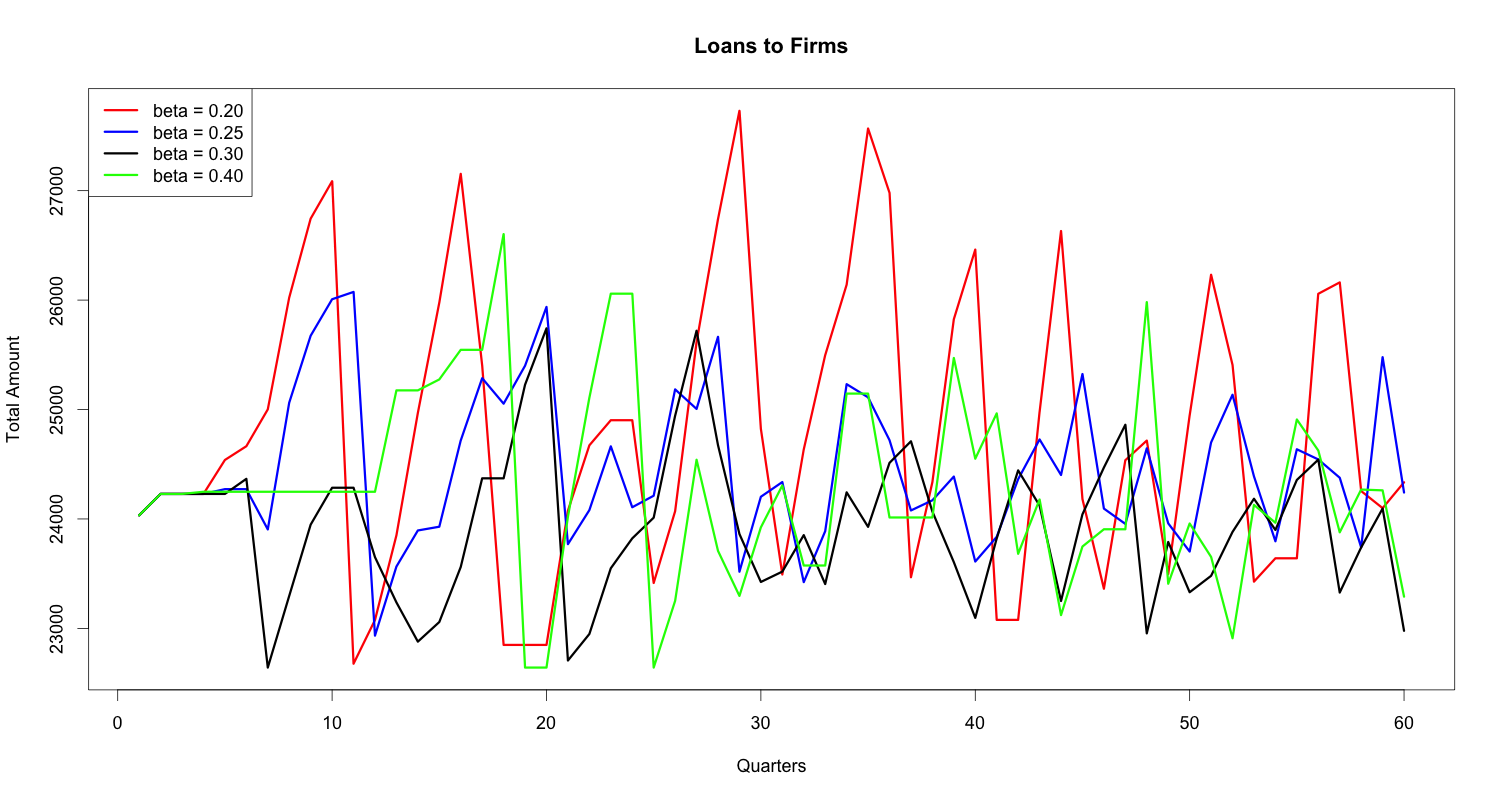 Loans to Firms
beta = 0.20
beta = 0.25
beta = 0.30
beta = 0.40
Total Amount
27000
26000
25000
24000
23000
0 10 20 30 40 50 60
Quarters